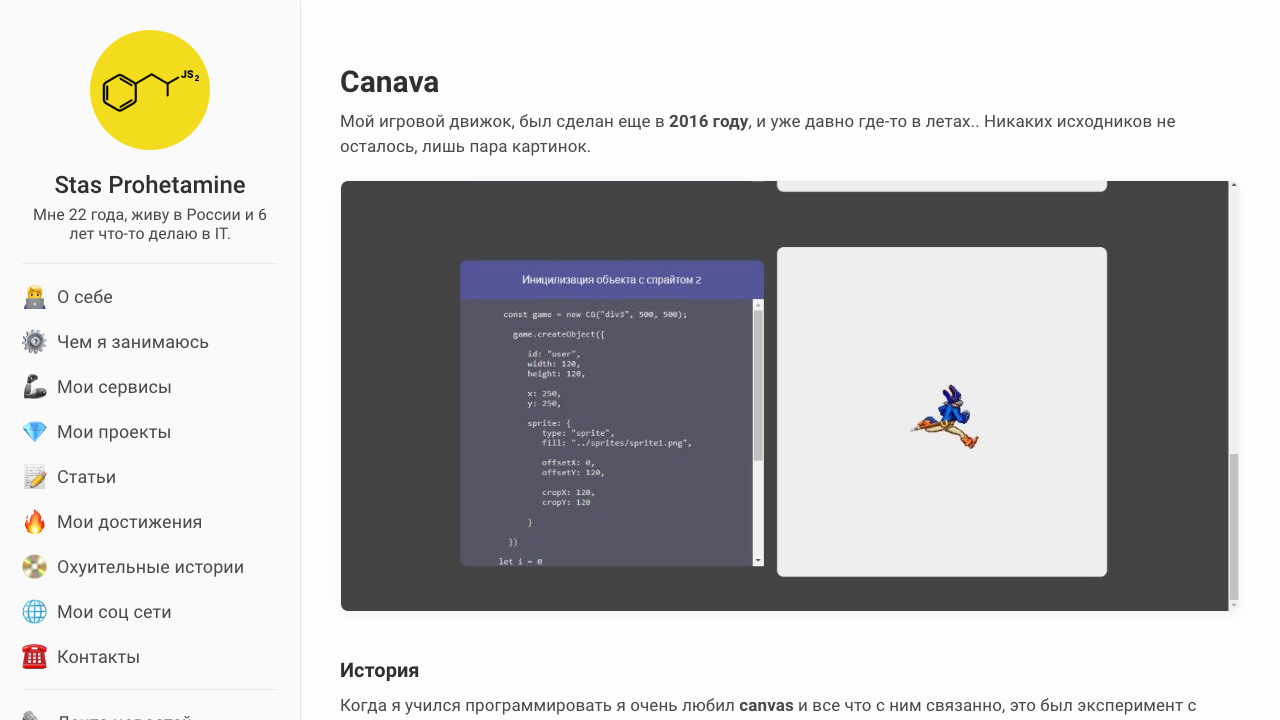 JS2
Stas Prohetamine
Мне 22 года, живу в России и 6
лет что-то делаю в IT.
О себе
Чем я занимаюсь
Мои сервисы
Мои проекты
Статьи
Мои достижения
Охуительные истории
Мои соц сети
Контакты
Canava
Мой игровой движок, был сделан еще в 2016 году, и уже давно где-то в летах.. Никаких исходников не
осталось, лишь пара картинок.
Иницилизация объекта с спрайтом 2
const game = new CG("div3", 500, 500);
game.createObject({
id: "user",
width: 120,
height: 120,
x: 250,
y: 250,
sprite: {
type: "sprite",
fill: "../sprites/sprite1.png",
offsetX: 0,
offsetY: 120,
cropX: 120,
cropY: 120
}
})
let i = 0
История
Когда я учился программировать я очень любил canvas и все что с ним связанно, это был эксперимент с